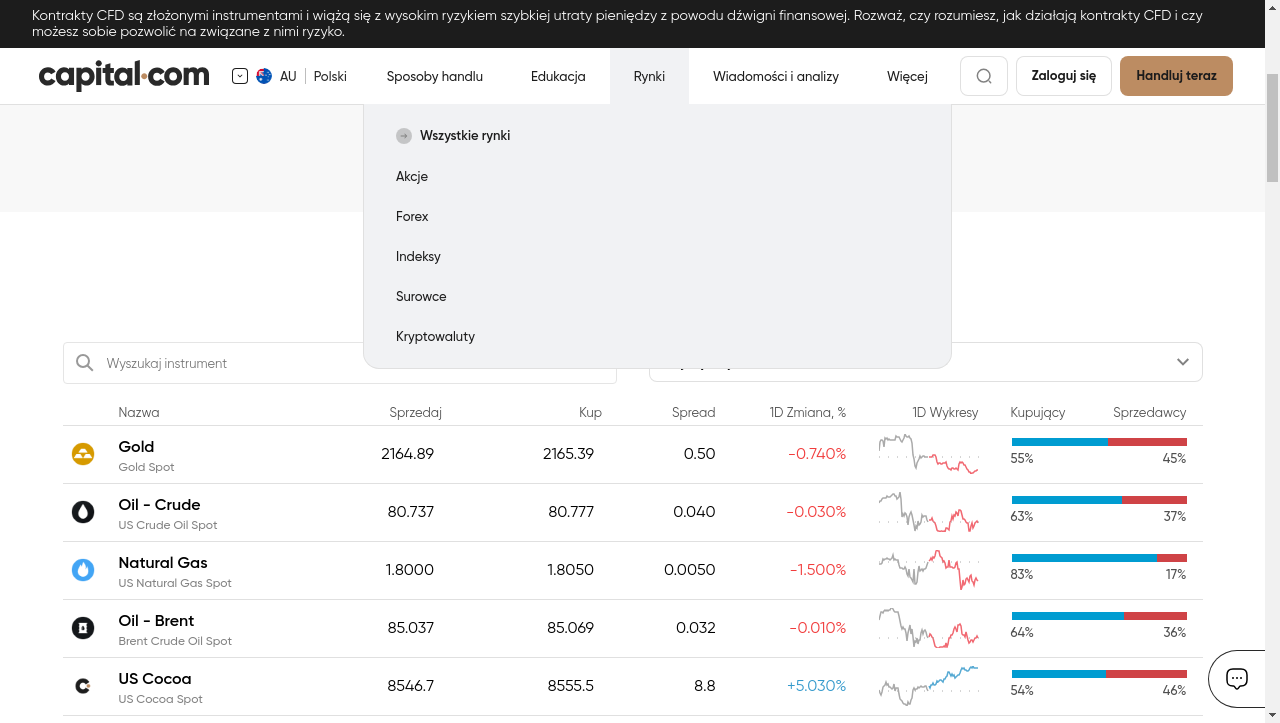 Kontrakty CFD są złożonymi instrumentami i wiążą się z wysokim ryzykiem szybkiej utraty pieniędzy z powodu dźwigni finansowej. Rozważ, czy rozumiesz, jak działają kontrakty CFD i czy
możesz sobie pozwolić na związane z nimi ryzyko.
capital.com AU Polski Sposoby handlu Edukacja Rynki Wiadomości i analizy Więcej Zaloguj się Handluj teraz
Wszystkie rynki
Akcje
Forex
Indeksy
Surowce
Kryptowaluty
Wyszukaj instrument
Nazwa Sprzedaj Kup Spread 1D Zmiana, % 1D Wykresy Kupujący Sprzedawcy
Gold 2164.89 2165.39 0.50 -0.740% 55% 45%
Gold Spot
Oil - Crude 80.737 80.777 0.040 -0.030% 63% 37%
US Crude Oil Spot
Natural Gas 1.8000 1.8050 0.0050 -1.500% 83% 17%
US Natural Gas Spot
Oil - Brent 85.037 85.069 0.032 -0.010% 64% 36%
Brent Crude Oil Spot
US Cocoa 8546.7 8555.5 8.8 +5.030% 54% 46%
US Cocoa Spot